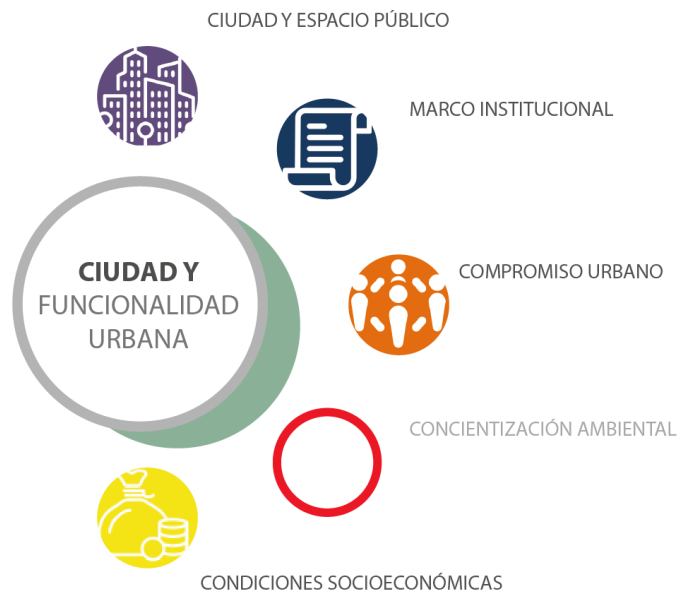 CIUDAD Y ESPACIO PÚBLICO
MARCO INSTITUCIONAL
CIUDAD Y
FUNCIONALIDAD
URBANA
COMPROMISO URBANO
CONCIENTIZACIÓN AMBIENTAL
CONDICIONES SOCIOECONÓMICAS